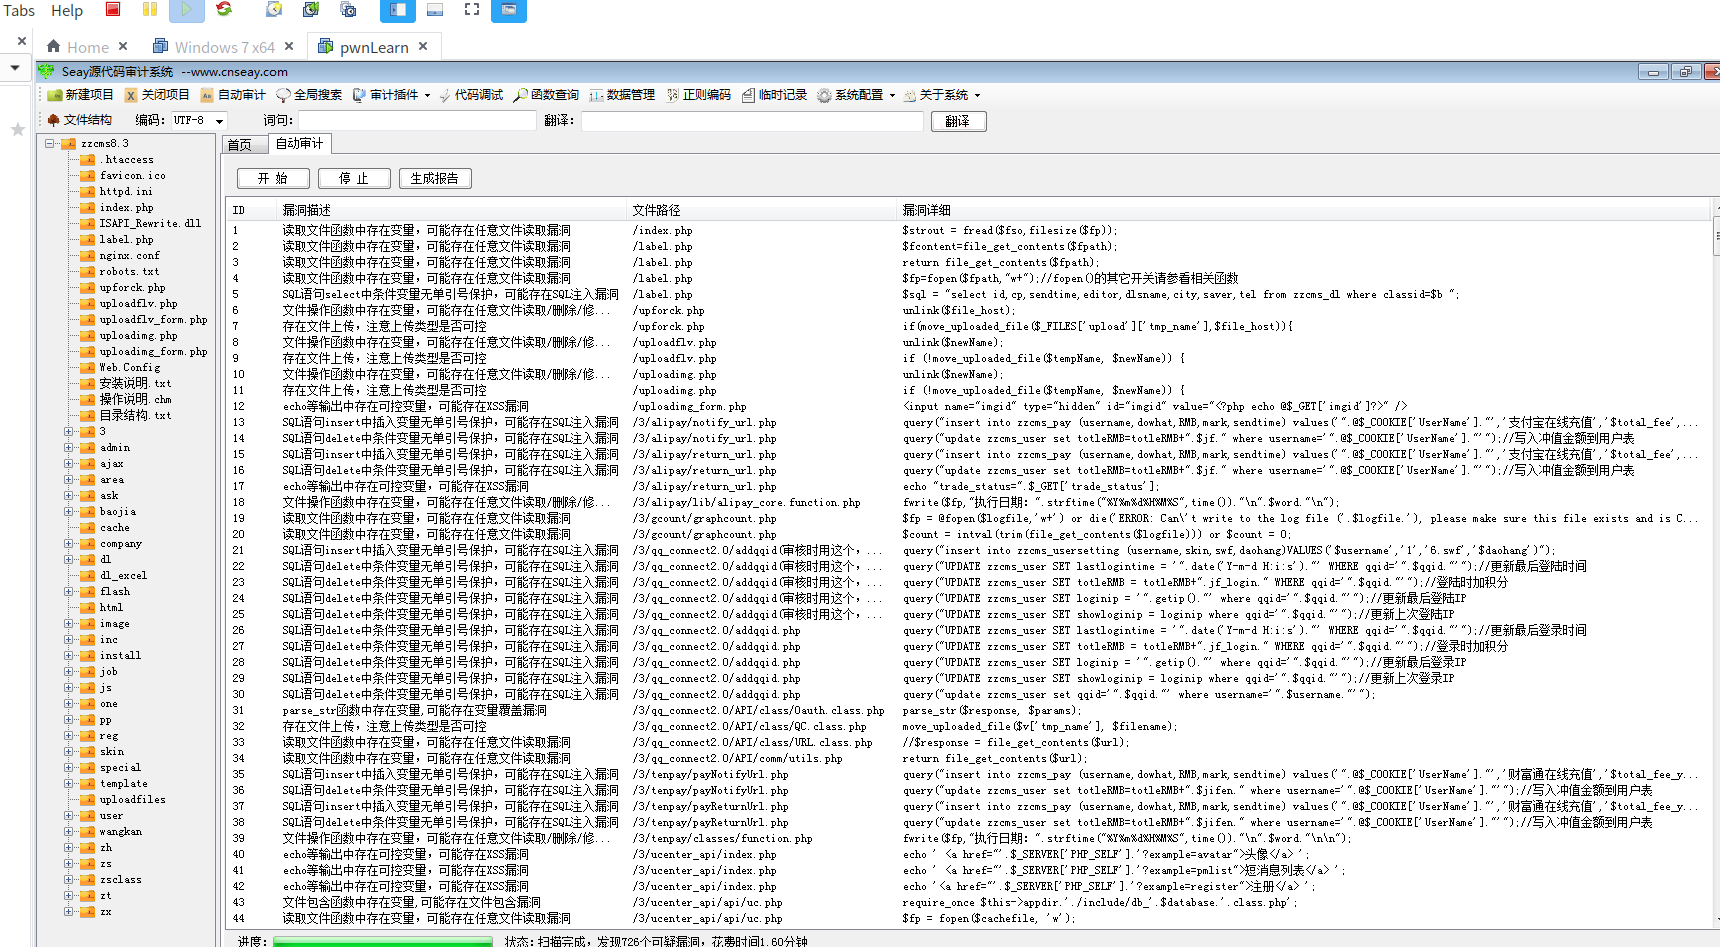 Tabs Help
Home Windows 7 x64 pwnLearn
Seay源代码审计系统 --www.cnseay.com
新建项目 关闭项目 自动审计 全局搜索 审计插件 代码调试 函数查询 数据管理 正则编码 临时记录 系统配置 关于系统
文件结构 编码: UTF-8 词句: 翻译: 翻译
首页 自动审计
开 始 停 止 生成报告
zzcms8.3
.htaccess
favicon.ico
httpd.ini
index.php
ISAPI_Rewrite.dll
label.php
nginx.conf
robots.txt
upforck.php
uploadflv.php
uploadflv_form.php
uploadimg.php
uploadimg_form.php
Web.Config
安装说明.txt
操作说明.chm
目录结构.txt
3
admin
ajax
area
ask
baojia
cache
company
dl
dl_excel
flash
html
image
inc
install
job
js
one
pp
reg
skin
special
template
uploadfiles
user
wangkan
zh
zs
zsclass
zt
zx
ID 漏洞描述 文件路径 漏洞详细
1 读取文件函数中存在变量，可能存在任意文件读取漏洞 /index.php $strout = fread($fso,filesize($fp));
2 读取文件函数中存在变量，可能存在任意文件读取漏洞 /label.php $fcontent=file_get_contents($fpath);
3 读取文件函数中存在变量，可能存在任意文件读取漏洞 /label.php return file_get_contents($fpath);
4 读取文件函数中存在变量，可能存在任意文件读取漏洞 /label.php $fp=fopen($fpath,"w+");//fopen()的其它开关请参看相关函数
5 SQL语句select中条件变量无单引号保护，可能存在SQL注入漏洞 /label.php $sql = "select id,cp,sendtime,editor,dlsname,city,saver,tel from zzcms_dl where classid=$b ";
6 文件操作函数中存在变量，可能存在任意文件读取/删除/修... /upforck.php unlink($file_host);
7 存在文件上传，注意上传类型是否可控 /upforck.php if(move_uploaded_file($_FILES['upload']['tmp_name'],$file_host)){
8 文件操作函数中存在变量，可能存在任意文件读取/删除/修... /uploadflv.php unlink($newName);
9 存在文件上传，注意上传类型是否可控 /uploadflv.php if (!move_uploaded_file($tempName, $newName)) {
10 文件操作函数中存在变量，可能存在任意文件读取/删除/修... /uploadimg.php unlink($newName);
11 存在文件上传，注意上传类型是否可控 /uploadimg.php if (!move_uploaded_file($tempName, $newName)) {
12 echo等输出中存在可控变量，可能存在XSS漏洞 /uploadimg_form.php <input name="imgid" type="hidden" id="imgid" value="<?php echo @$_GET['imgid']?>" />
13 SQL语句insert中插入变量无单引号保护，可能存在SQL注入漏洞 /3/alipay/notify_url.php query("insert into zzcms_pay (username,dowhat,RMB,mark,sendtime) values('".@$_COOKIE['UserName']."','支付宝在线充值','$total_fee',...
14 SQL语句delete中条件变量无单引号保护，可能存在SQL注入漏洞 /3/alipay/notify_url.php query("update zzcms_user set totleRMB=totleRMB+".$jf." where username='".@$_COOKIE['UserName']."'");//写入冲值金额到用户表
15 SQL语句insert中插入变量无单引号保护，可能存在SQL注入漏洞 /3/alipay/return_url.php query("insert into zzcms_pay (username,dowhat,RMB,mark,sendtime) values('".@$_COOKIE['UserName']."','支付宝在线充值','$total_fee',...
16 SQL语句delete中条件变量无单引号保护，可能存在SQL注入漏洞 /3/alipay/return_url.php query("update zzcms_user set totleRMB=totleRMB+".$jf." where username='".@$_COOKIE['UserName']."'");//写入冲值金额到用户表
17 echo等输出中存在可控变量，可能存在XSS漏洞 /3/alipay/return_url.php echo "trade_status=".$_GET['trade_status'];
18 文件操作函数中存在变量，可能存在任意文件读取/删除/修... /3/alipay/lib/alipay_core.function.php fwrite($fp,"执行日期：".strftime("%Y%m%d%H%M%S",time())."\n".$word."\n");
19 读取文件函数中存在变量，可能存在任意文件读取漏洞 /3/gcount/graphcount.php $fp = @fopen($logfile,'w+') or die('ERROR: Can\'t write to the log file ('.$logfile.'), please make sure this file exists and is C...
20 读取文件函数中存在变量，可能存在任意文件读取漏洞 /3/gcount/graphcount.php $count = intval(trim(file_get_contents($logfile))) or $count = 0;
21 SQL语句insert中插入变量无单引号保护，可能存在SQL注入漏洞 /3/qq_connect2.0/addqqid(审核时用这个，... query("insert into zzcms_usersetting (username,skin,swf,daohang)VALUES('$username','1','6.swf','$daohang')");
22 SQL语句delete中条件变量无单引号保护，可能存在SQL注入漏洞 /3/qq_connect2.0/addqqid(审核时用这个，... query("UPDATE zzcms_user SET lastlogintime = '".date('Y-m-d H:i:s')."' WHERE qqid='".$qqid."'");//更新最后登陆时间
23 SQL语句delete中条件变量无单引号保护，可能存在SQL注入漏洞 /3/qq_connect2.0/addqqid(审核时用这个，... query("UPDATE zzcms_user SET totleRMB = totleRMB+".jf_login." WHERE qqid='".$qqid."'");//登陆时加积分
24 SQL语句delete中条件变量无单引号保护，可能存在SQL注入漏洞 /3/qq_connect2.0/addqqid(审核时用这个，... query("UPDATE zzcms_user SET loginip = '".getip()."' where qqid='".$qqid."'");//更新最后登陆IP
25 SQL语句delete中条件变量无单引号保护，可能存在SQL注入漏洞 /3/qq_connect2.0/addqqid(审核时用这个，... query("UPDATE zzcms_user SET showloginip = loginip where qqid='".$qqid."'");//更新上次登陆IP
26 SQL语句delete中条件变量无单引号保护，可能存在SQL注入漏洞 /3/qq_connect2.0/addqqid.php query("UPDATE zzcms_user SET lastlogintime = '".date('Y-m-d H:i:s')."' WHERE qqid='".$qqid."'");//更新最后登录时间
27 SQL语句delete中条件变量无单引号保护，可能存在SQL注入漏洞 /3/qq_connect2.0/addqqid.php query("UPDATE zzcms_user SET totleRMB = totleRMB+".jf_login." WHERE qqid='".$qqid."'");//登录时加积分
28 SQL语句delete中条件变量无单引号保护，可能存在SQL注入漏洞 /3/qq_connect2.0/addqqid.php query("UPDATE zzcms_user SET loginip = '".getip()."' where qqid='".$qqid."'");//更新最后登录IP
29 SQL语句delete中条件变量无单引号保护，可能存在SQL注入漏洞 /3/qq_connect2.0/addqqid.php query("UPDATE zzcms_user SET showloginip = loginip where qqid='".$qqid."'");//更新上次登录IP
30 SQL语句delete中条件变量无单引号保护，可能存在SQL注入漏洞 /3/qq_connect2.0/addqqid.php query("update zzcms_user set qqid='".$qqid."' where username='".$username."'");
31 parse_str函数中存在变量,可能存在变量覆盖漏洞 /3/qq_connect2.0/API/class/Oauth.class.php parse_str($response, $params);
32 存在文件上传，注意上传类型是否可控 /3/qq_connect2.0/API/class/QC.class.php move_uploaded_file($v['tmp_name'], $filename);
33 读取文件函数中存在变量，可能存在任意文件读取漏洞 /3/qq_connect2.0/API/class/URL.class.php //$response = file_get_contents($url);
34 读取文件函数中存在变量，可能存在任意文件读取漏洞 /3/qq_connect2.0/API/comm/utils.php return file_get_contents($url);
35 SQL语句insert中插入变量无单引号保护，可能存在SQL注入漏洞 /3/tenpay/payNotifyUrl.php query("insert into zzcms_pay (username,dowhat,RMB,mark,sendtime) values('".@$_COOKIE['UserName']."','财富通在线充值','$total_fee_y...
36 SQL语句delete中条件变量无单引号保护，可能存在SQL注入漏洞 /3/tenpay/payNotifyUrl.php query("update zzcms_user set totleRMB=totleRMB+".$jifen." where username='".@$_COOKIE['UserName']."'");//写入冲值金额到用户表
37 SQL语句insert中插入变量无单引号保护，可能存在SQL注入漏洞 /3/tenpay/payReturnUrl.php query("insert into zzcms_pay (username,dowhat,RMB,mark,sendtime) values('".@$_COOKIE['UserName']."','财富通在线充值','$total_fee_y...
38 SQL语句delete中条件变量无单引号保护，可能存在SQL注入漏洞 /3/tenpay/payReturnUrl.php query("update zzcms_user set totleRMB=totleRMB+".$jifen." where username='".@$_COOKIE['UserName']."'");//写入冲值金额到用户表
39 文件操作函数中存在变量，可能存在任意文件读取/删除/修... /3/tenpay/classes/function.php fwrite($fp,"执行日期：".strftime("%Y%m%d%H%M%S",time())."\n".$word."\n\n");
40 echo等输出中存在可控变量，可能存在XSS漏洞 /3/ucenter_api/index.php echo ' <a href="'.$_SERVER['PHP_SELF'].'?example=avatar">头像</a> ';
41 echo等输出中存在可控变量，可能存在XSS漏洞 /3/ucenter_api/index.php echo ' <a href="'.$_SERVER['PHP_SELF'].'?example=pmlist">短消息列表</a> ';
42 echo等输出中存在可控变量，可能存在XSS漏洞 /3/ucenter_api/index.php echo '<a href="'.$_SERVER['PHP_SELF'].'?example=register">注册</a> ';
43 文件包含函数中存在变量,可能存在文件包含漏洞 /3/ucenter_api/api/uc.php require_once $this->appdir.'./include/db_'.$database.'.class.php';
44 读取文件函数中存在变量，可能存在任意文件读取漏洞 /3/ucenter_api/api/uc.php $fp = fopen($cachefile, 'w');
进度: 状态:扫描完成，发现726个可疑漏洞，花费时间1.60分钟